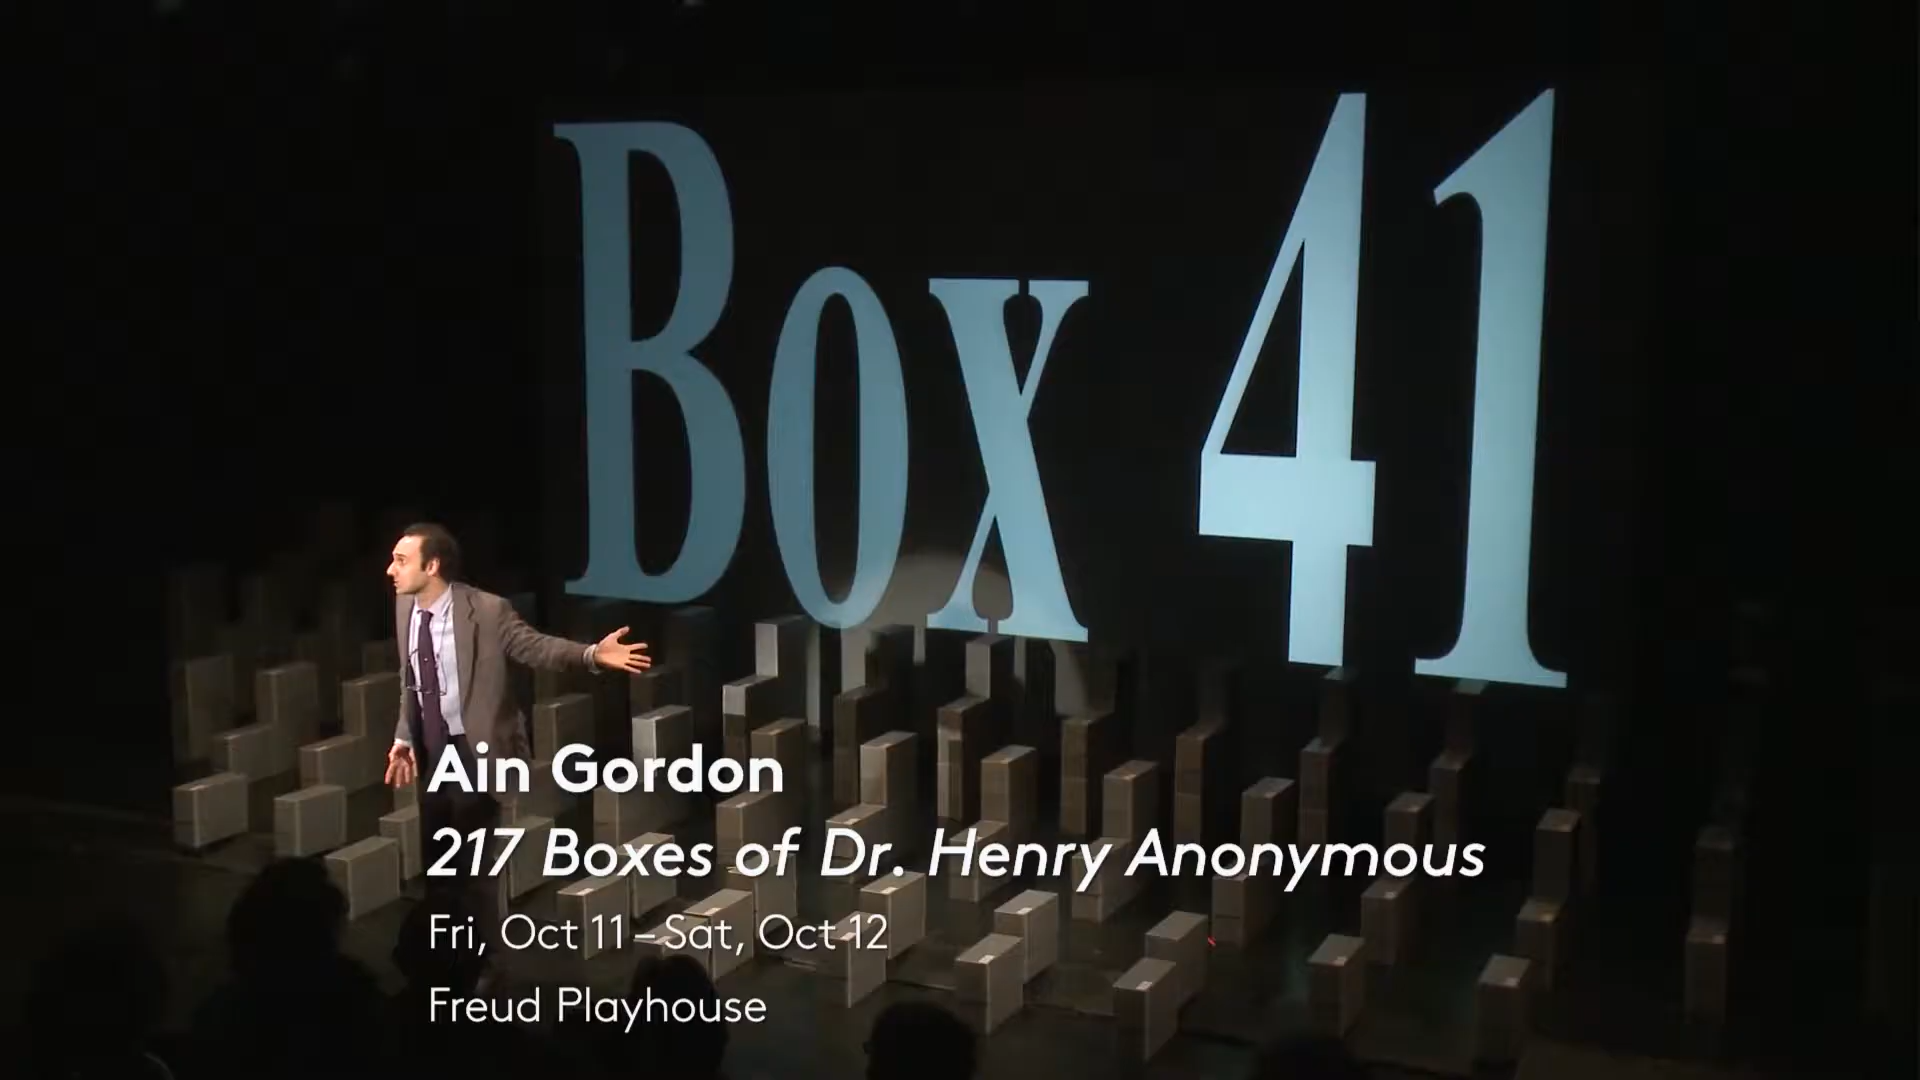 Box 41
Ain Gordon
217 Boxes of Dr. Henry Anonymous
Fri, Oct 11 – Sat, Oct 12
Freud Playhouse